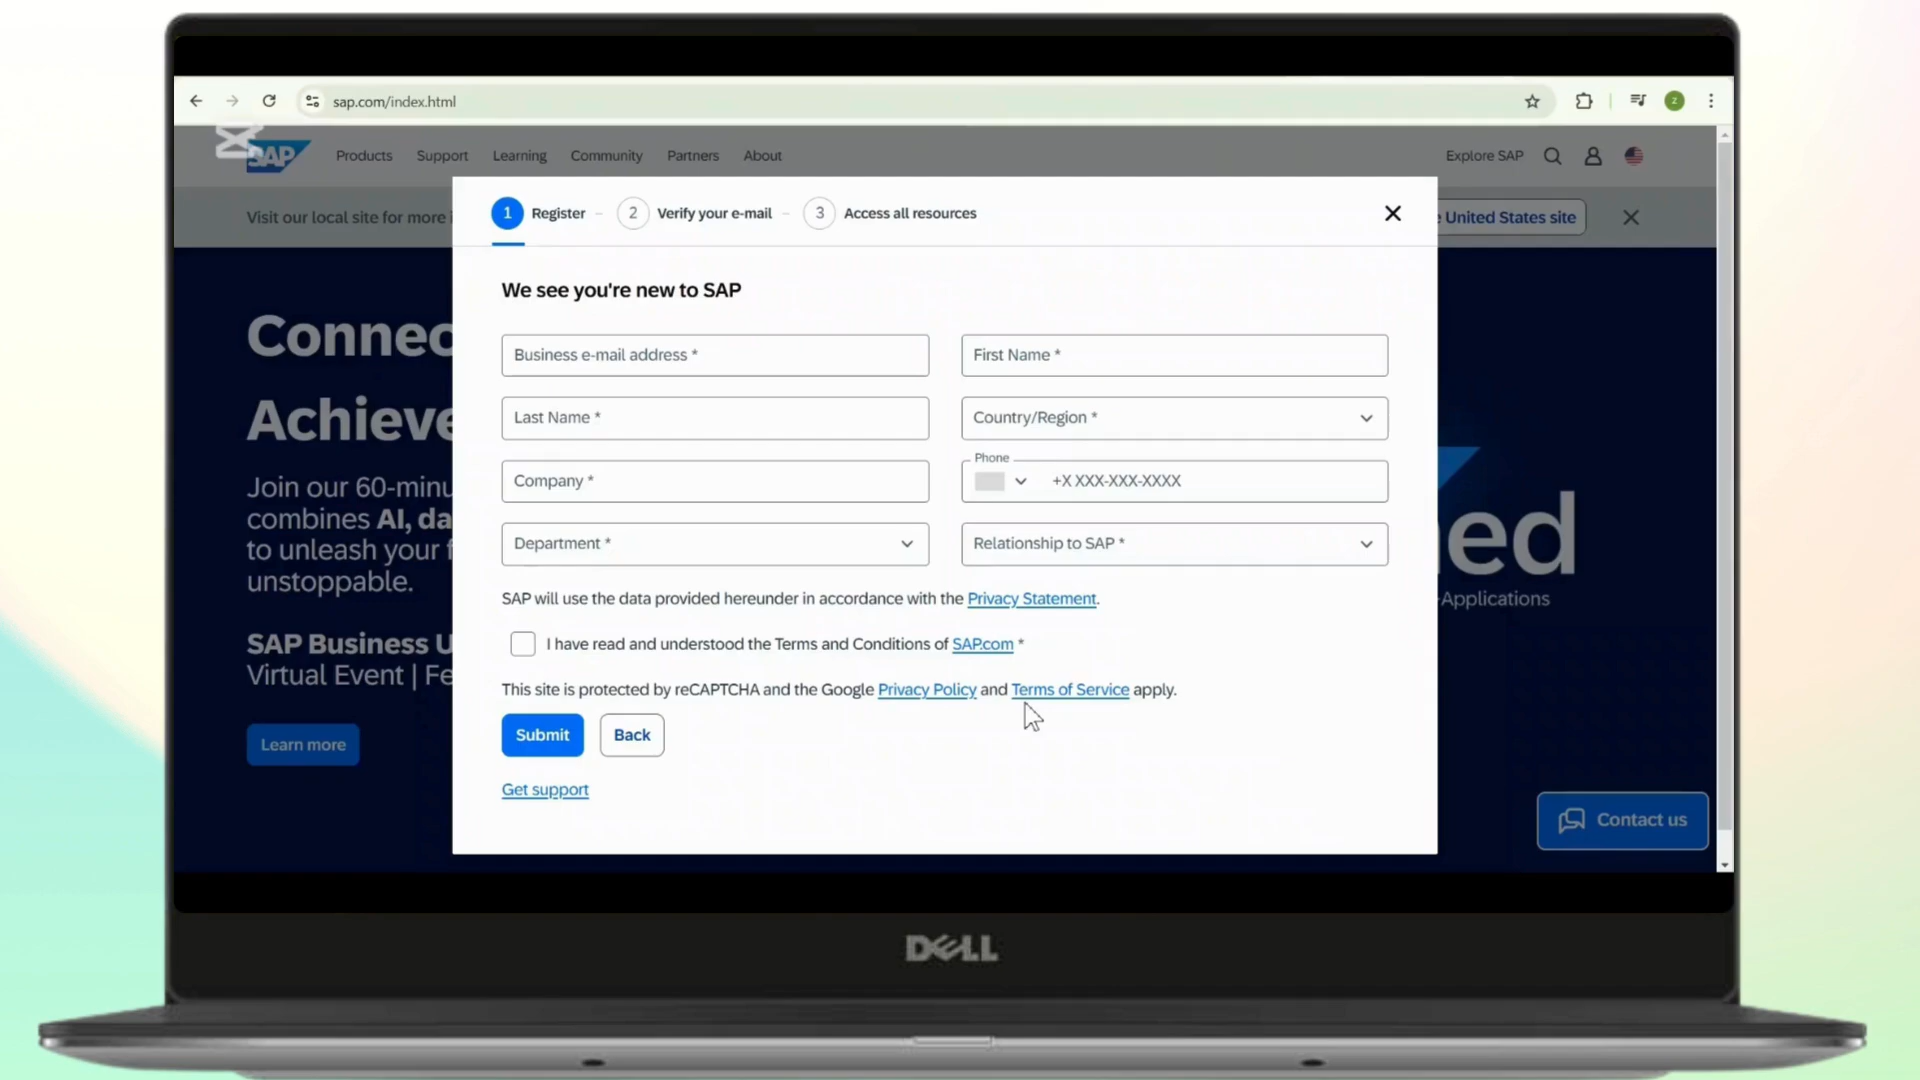 sap.com/index.html
z
SAP
Products
Support
Learning
Community
Partners
About
Explore SAP
Visit our local site for more
United States site
1 Register - 2 Verify your e-mail - 3 Access all resources
We see you're new to SAP
Business e-mail address *
First Name *
Last Name *
Country/Region *
Company *
Phone
+X XXX-XXX-XXXX
Department *
Relationship to SAP *
SAP will use the data provided hereunder in accordance with the Privacy Statement.
I have read and understood the Terms and Conditions of SAP.com *
This site is protected by reCAPTCHA and the Google Privacy Policy and Terms of Service apply.
Submit
Back
Get support
Connec
Achieve
Join our 60-minu
combines AI, da
to unleash your f
unstoppable.
SAP Business U
Virtual Event | Fe
Learn more
ned
-Applications
Contact us
DELL